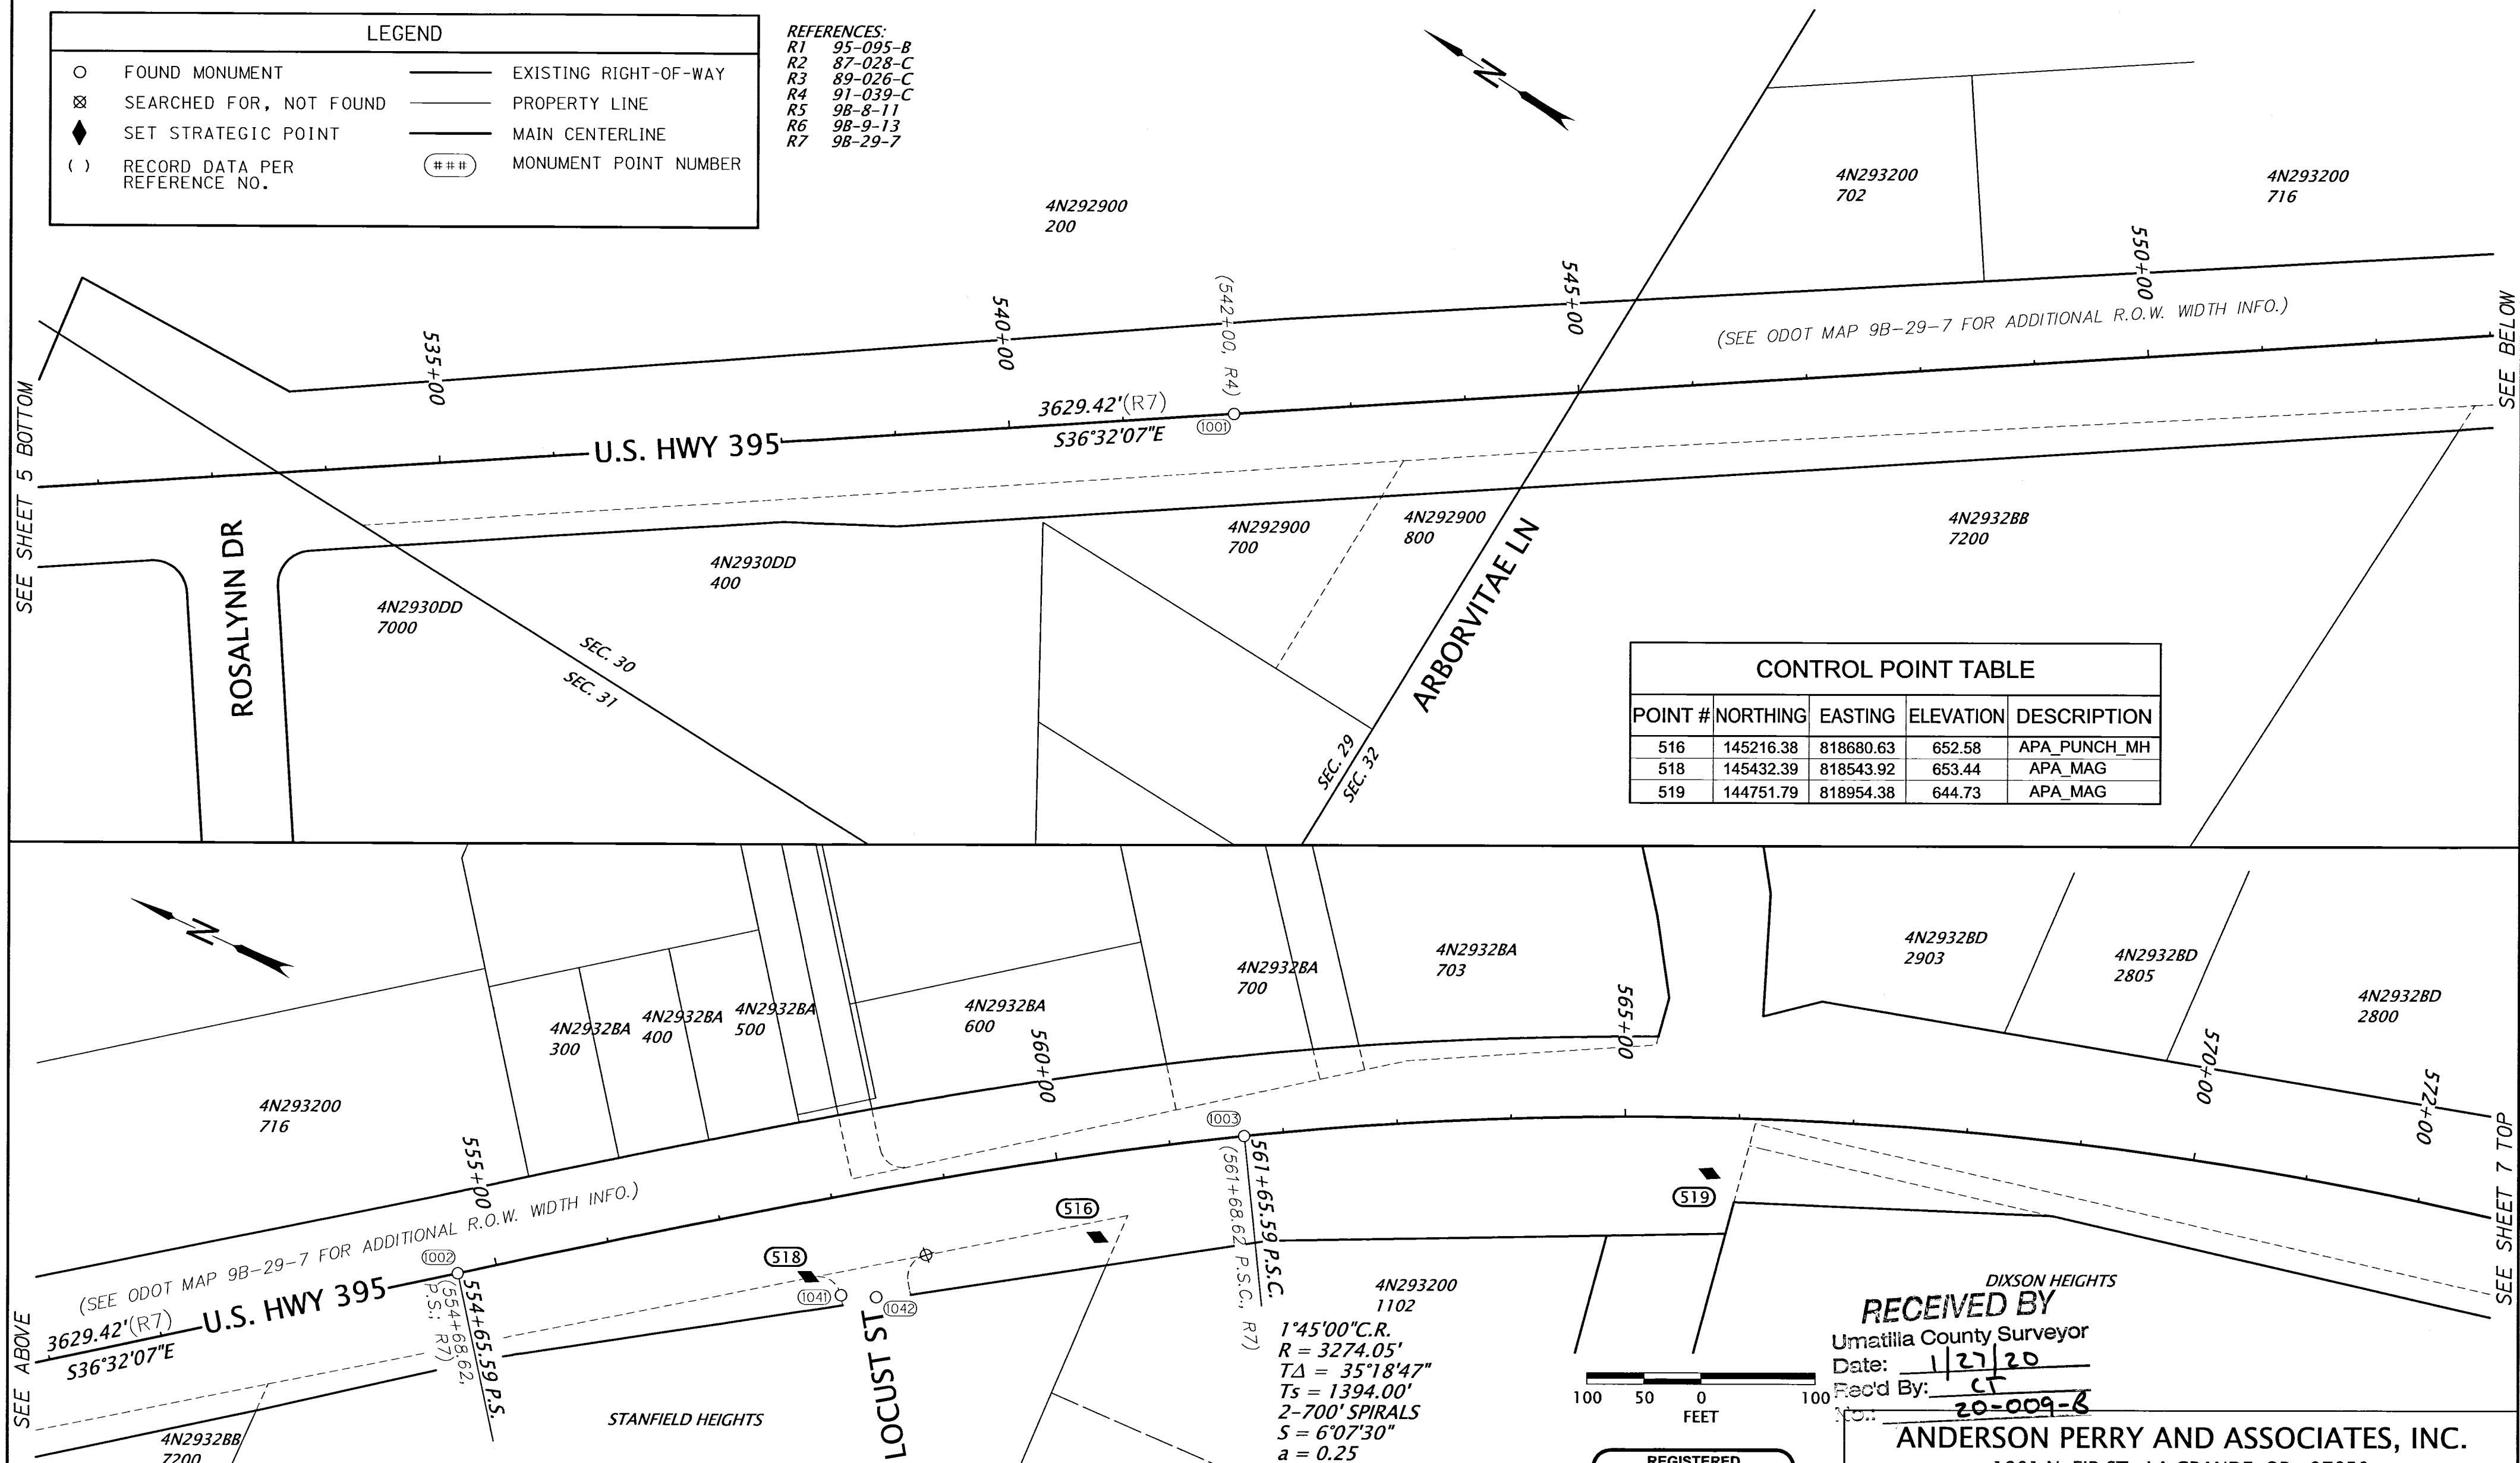 LEGEND
FOUND MONUMENT
SEARCHED FOR, NOT FOUND
SET STRATEGIC POINT
( ) RECORD DATA PER
REFERENCE NO.
EXISTING RIGHT-OF-WAY
PROPERTY LINE
MAIN CENTERLINE
### MONUMENT POINT NUMBER
REFERENCES:
R1 95-095-B
R2 87-028-C
R3 89-026-C
R4 91-039-C
R5 9B-8-11
R6 9B-9-13
R7 9B-29-7
N
4N292900
200
4N293200
702
4N293200
716
535+00
540+00
(542+00, R4)
545+00
550+00
(SEE ODOT MAP 9B-29-7 FOR ADDITIONAL R.O.W. WIDTH INFO.)
SEE BELOW
SEE SHEET 5 BOTTOM
U.S. HWY 395
3629.42'(R7)
S36°32'07"E
1001
ROSALYNN DR
4N2930DD
7000
4N2930DD
400
SEC. 30
SEC. 31
4N292900
700
4N292900
800
ARBORVITAE LN
4N2932BB
7200
SEC. 29
SEC. 32
CONTROL POINT TABLE
POINT # NORTHING EASTING ELEVATION DESCRIPTION
516 145216.38 818680.63 652.58 APA_PUNCH_MH
518 145432.39 818543.92 653.44 APA_MAG
519 144751.79 818954.38 644.73 APA_MAG
N
4N293200
716
4N2932BA
300
4N2932BA
400
4N2932BA
500
4N2932BA
600
4N2932BA
700
4N2932BA
703
4N2932BD
2903
4N2932BD
2805
4N2932BD
2800
555+00
560+00
565+00
570+00
572+00
(SEE ODOT MAP 9B-29-7 FOR ADDITIONAL R.O.W. WIDTH INFO.)
SEE ABOVE
3629.42'(R7)
S36°32'07"E
U.S. HWY 395
1002
554+65.59 P.S.
(554+68.62,
P.S.; R7)
518
1041
1042
516
1003
561+65.59 P.S.C.
(561+68.62 P.S.C., R7)
519
LOCUST ST
STANFIELD HEIGHTS
4N2932BB
7200
4N293200
1102
1°45'00"C.R.
R = 3274.05'
TΔ = 35°18'47"
Ts = 1394.00'
2-700' SPIRALS
S = 6°07'30"
a = 0.25
100 50 0 100
FEET
DIXSON HEIGHTS
SEE SHEET 7 TOP
RECEIVED BY
Umatilla County Surveyor
Date: 1/27/20
Rec'd By: CT
No.: 20-009-B
REGISTERED
ANDERSON PERRY AND ASSOCIATES, INC.